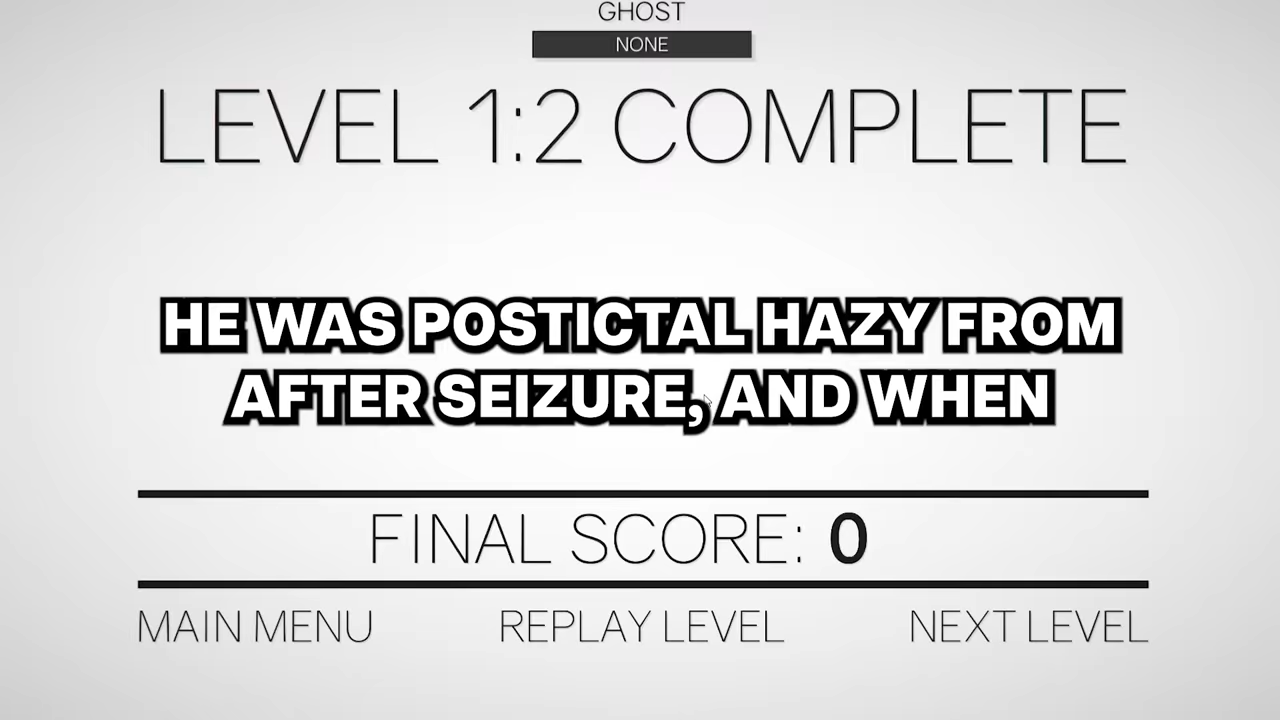 GHOST
NONE
LEVEL 1:2 COMPLETE
HE WAS POSTICTAL HAZY FROM
AFTER SEIZURE, AND WHEN
FINAL SCORE: 0
MAIN MENU REPLAY LEVEL NEXT LEVEL